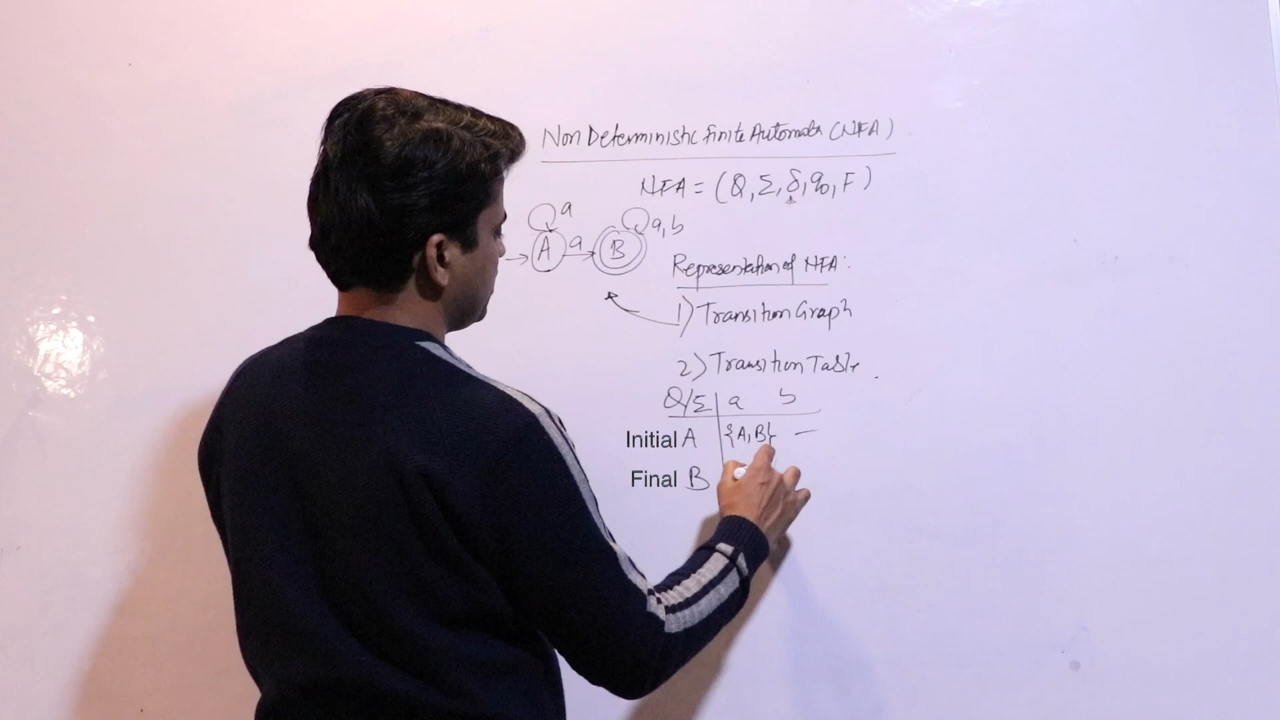 Non Deterministic Finite Automata (NFA)
NFA = (Q, Σ, δ, q0, F)
a
a, b
→ A a→ B
Representation of NFA:
1) Transition Graph
2) Transition Table
Q/Σ a b
Initial A {A, B} —
Final B